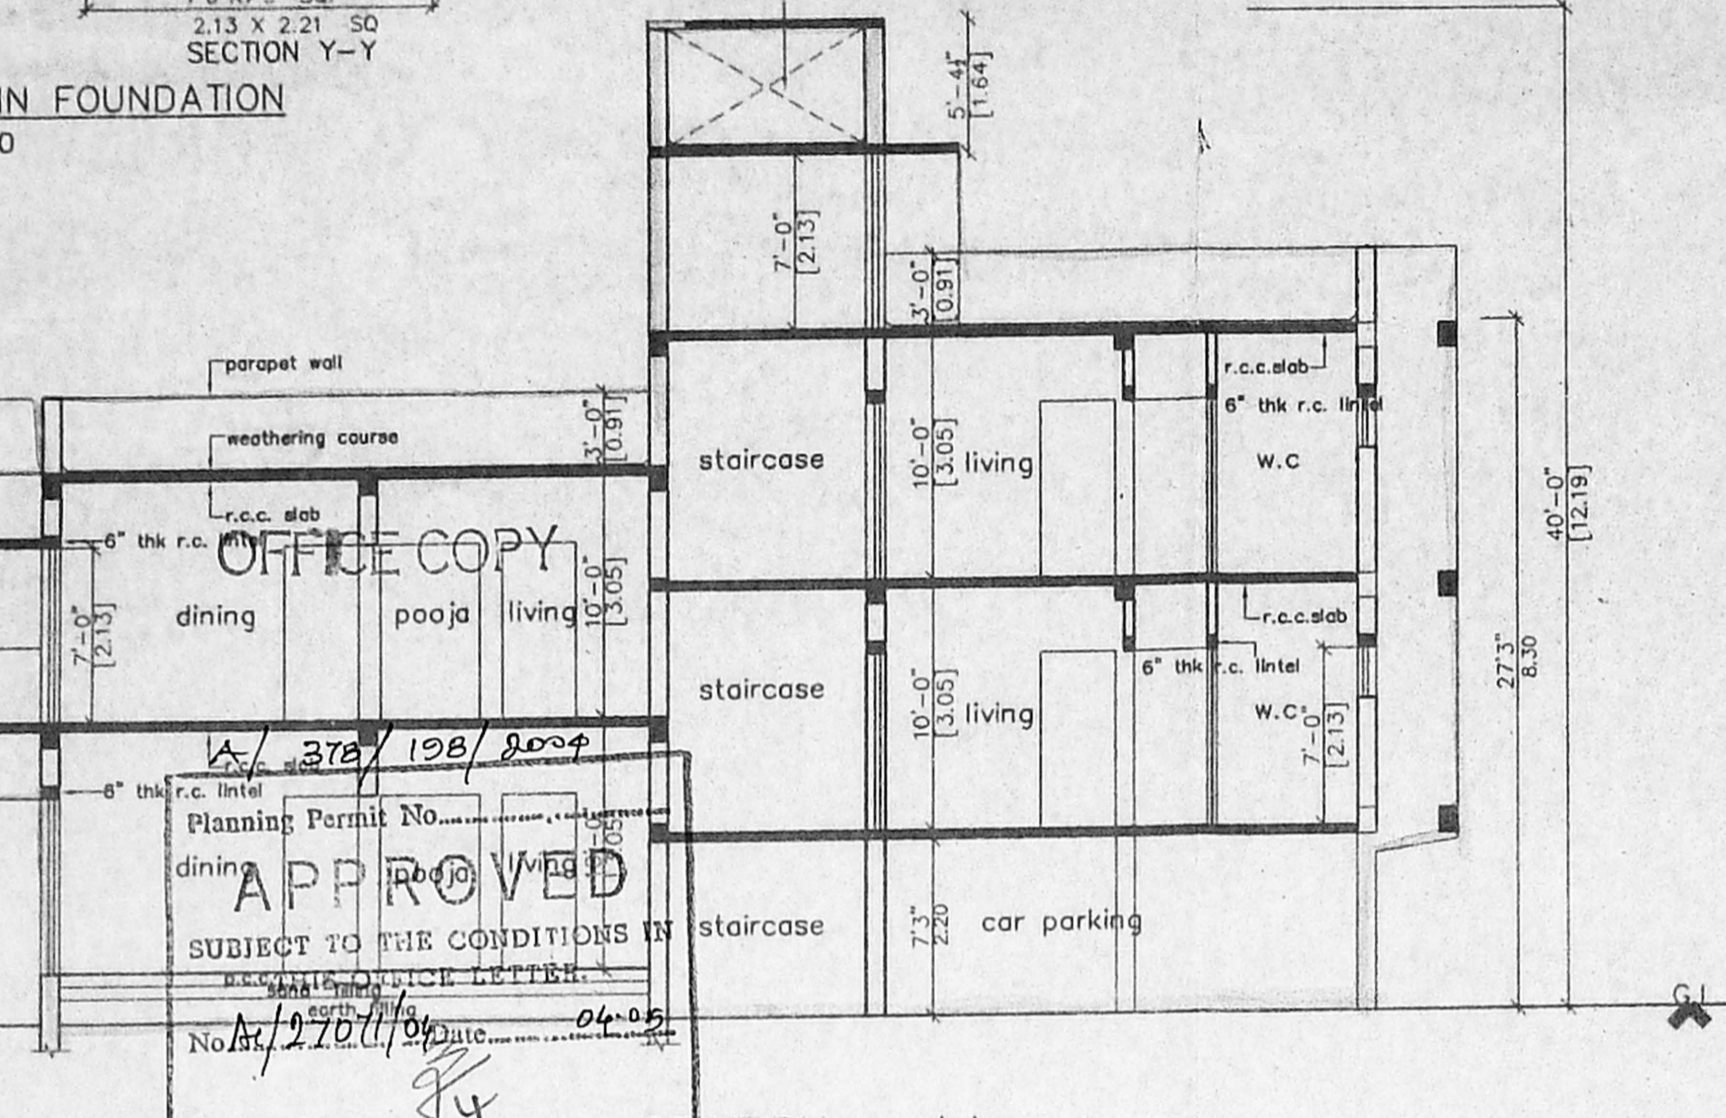 2.13 X 2.21 SQ
SECTION Y-Y
IN FOUNDATION
0
5'-4½"
[1.64]
7'-0"
[2.13]
3'-0"
[0.91]
parapet wall
r.c.c.slab
6" thk r.c. lintel
weathering course
3'-0"
[0.91]
staircase
10'-0"
[3.05]
living
W.C
40'-0"
[12.19]
r.c.c. slab
6" thk r.c. lintel
OFFICE COPY
dining
pooja
living
10'-0"
[3.05]
7'-0"
[2.13]
r.c.c.slab
6" thk r.c. lintel
27'3"
8.30
staircase
10'-0"
[3.05]
living
W.C
7'-0"
[2.13]
A/ 378/ 198/ 2004
r.c.c. slab
6" thk r.c. lintel
Planning Permit No.
dining
pooja
living
APPROVED
staircase
7'3"
2.20
car parking
SUBJECT TO THE CONDITIONS IN
THIS OFFICE LETTER.
sand filling
earth filling
G.L
No. A/27071/04 Date 04-05